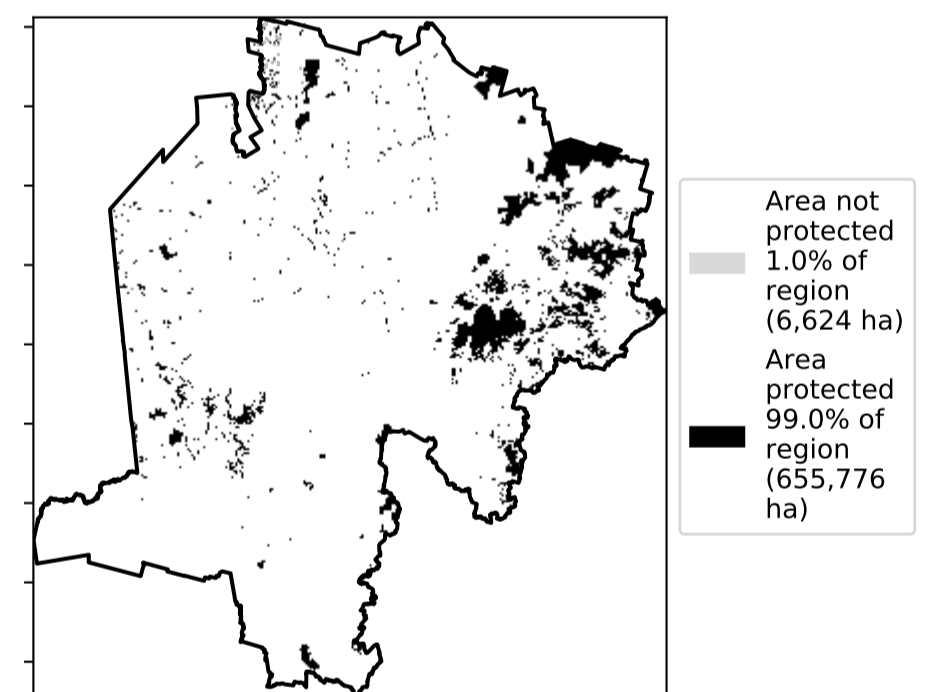 Area not
protected
1.0% of
region
(6,624 ha)
Area
protected
99.0% of
region
(655,776
ha)